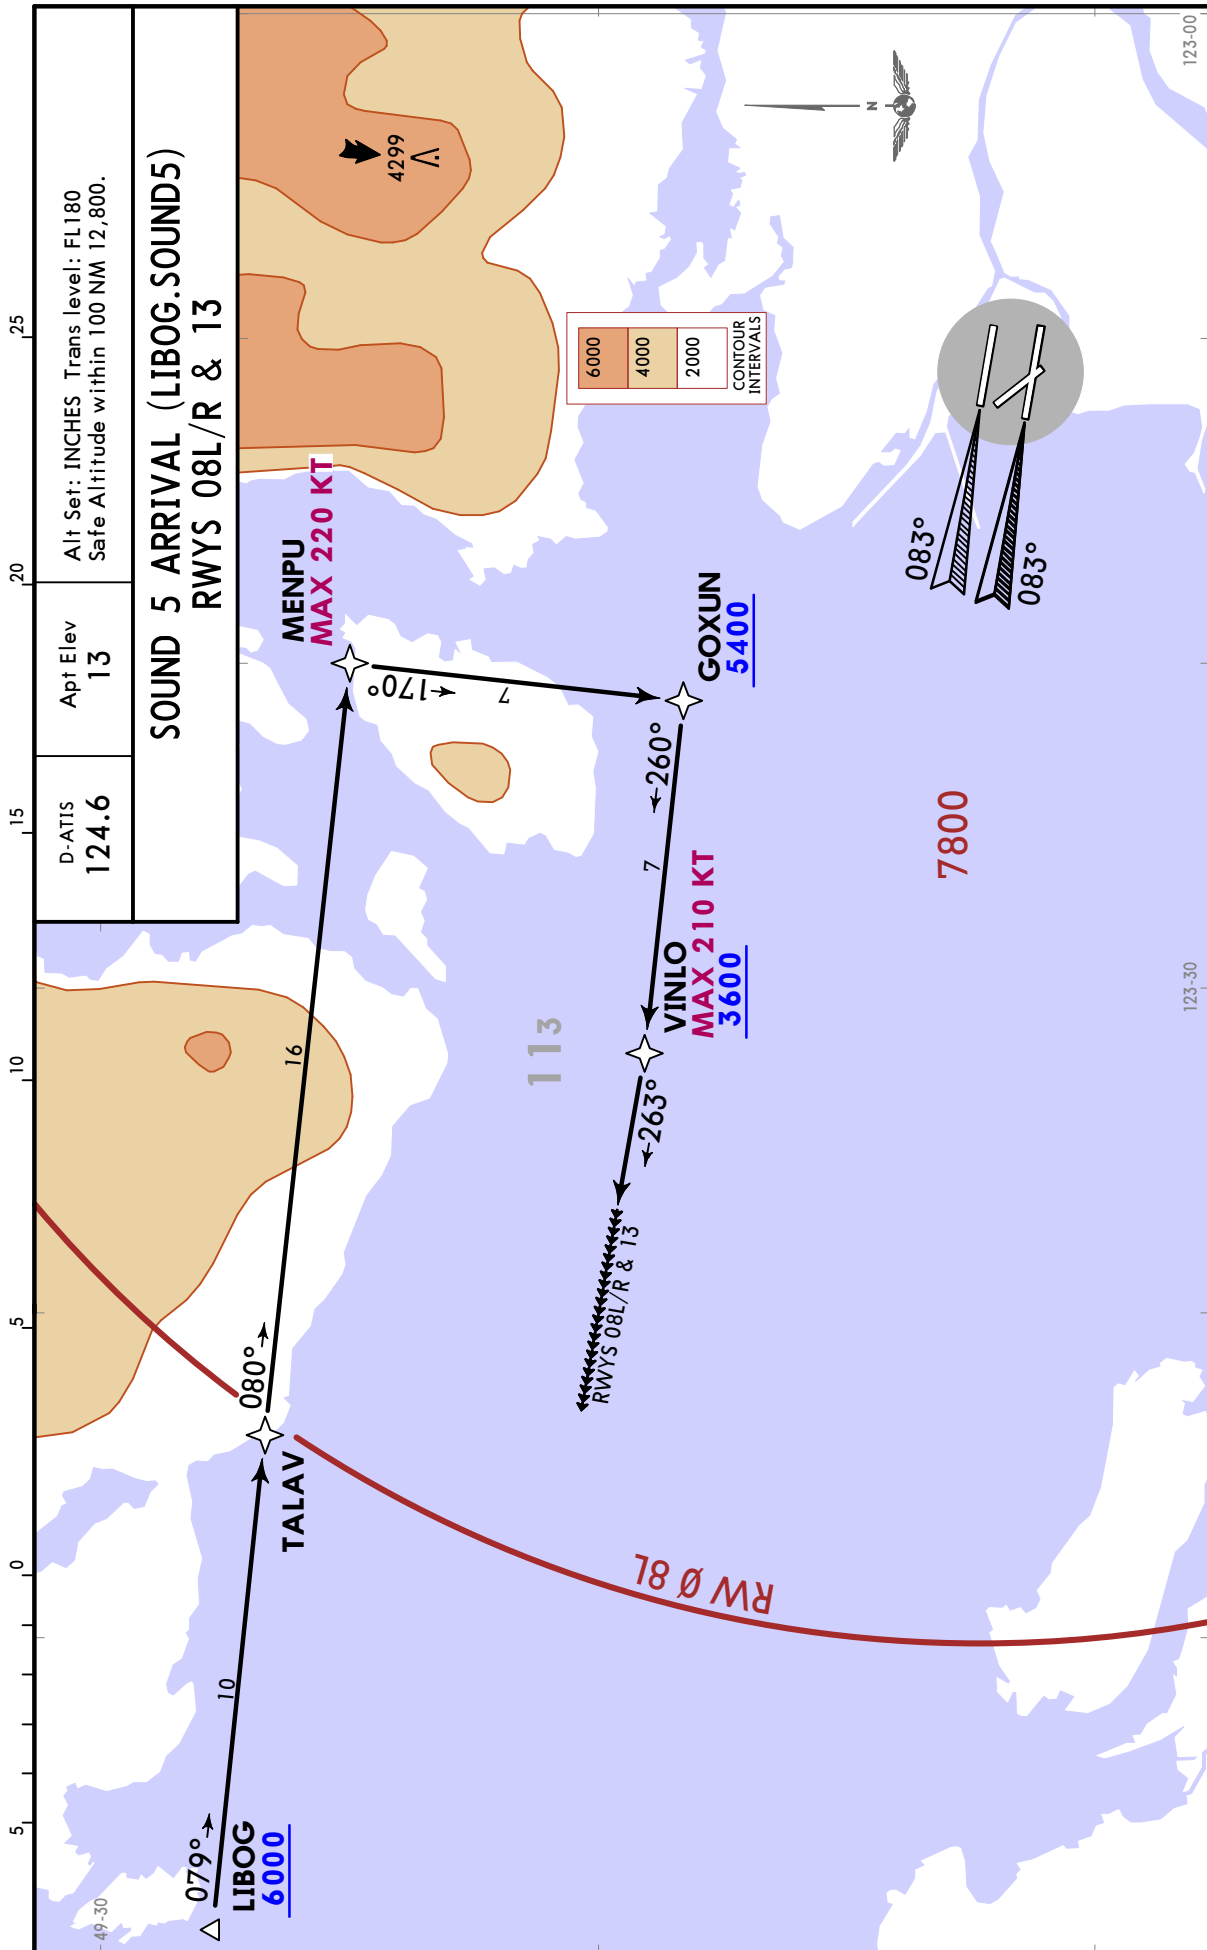 D-ATIS
124.6
Apt Elev
13
Alt Set: INCHES Trans level: FL180
Safe Altitude within 100 NM 12,800.
SOUND 5 ARRIVAL (LIBOG.SOUND5)
RWYS 08L/R & 13
5
0
5
10
15
20
25
49-30
079°
LIBOG
6000
10
TALAV
080°
16
MENPU
MAX 220 KT
170°
7
GOXUN
5400
260°
7
VINLO
MAX 210 KT
3600
263°
RWYS 08L/R & 13
113
RW Ø 8L
7800
4299
6000
4000
2000
CONTOUR
INTERVALS
N
083°
083°
123-30
123-00